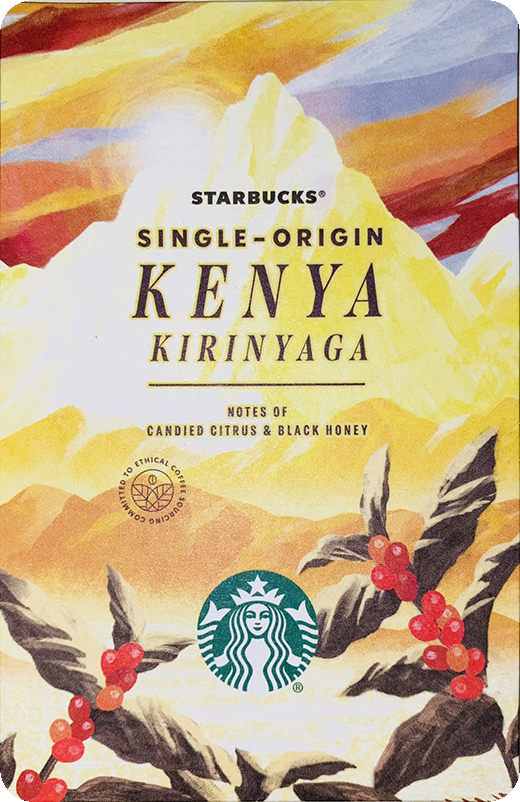 STARBUCKS®
SINGLE-ORIGIN
KENYA
KIRINYAGA
NOTES OF
CANDIED CITRUS & BLACK HONEY
COMMITTED TO ETHICAL COFFEE SOURCING
®